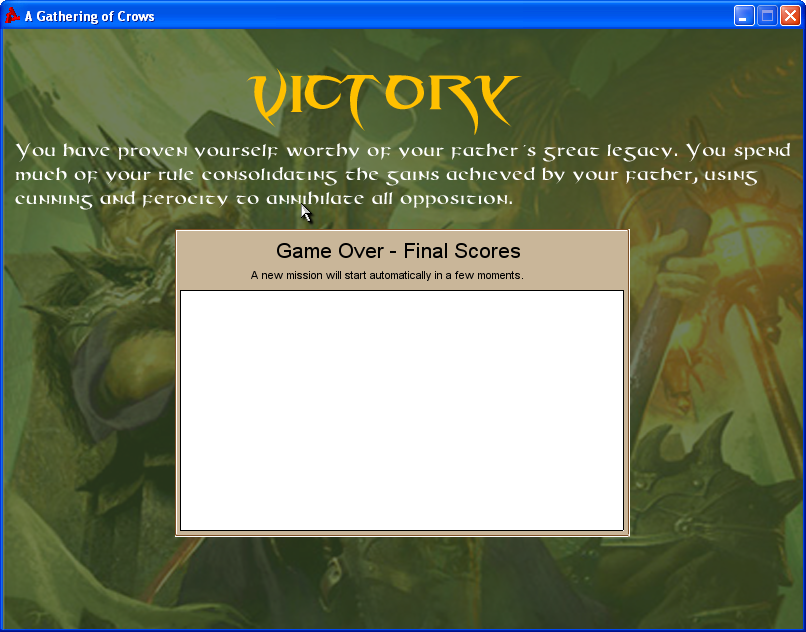 A Gathering of Crows
VICTORY
You have proven yourself worthy of your father's great legacy. You spend
much of your rule consolidating the gains achieved by your father, using
cunning and ferocity to annihilate all opposition.
Game Over - Final Scores
A new mission will start automatically in a few moments.